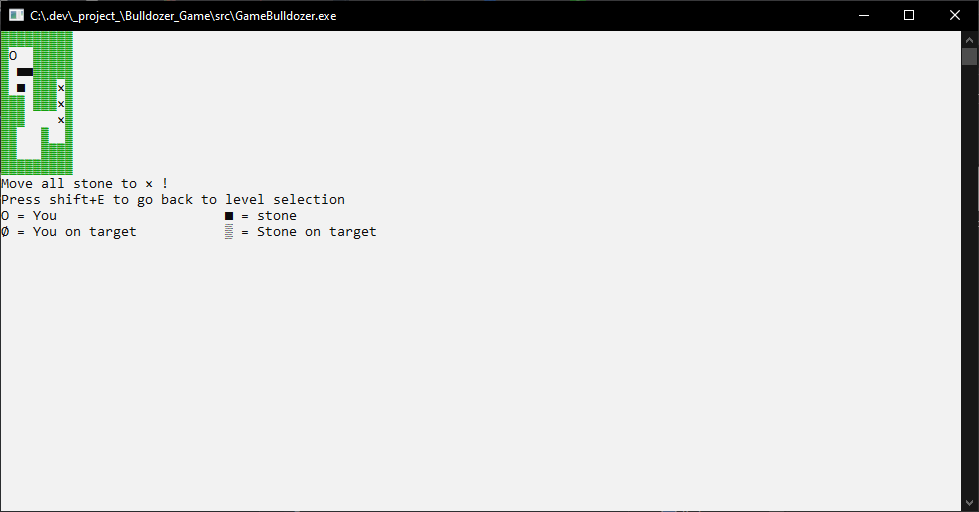 C:\.dev\_project_\Bulldozer_Game\src\GameBulldozer.exe
O
■■
■ ×
×
×
Move all stone to × !
Press shift+E to go back to level selection
O = You ■ = stone
Ø = You on target ▒ = Stone on target